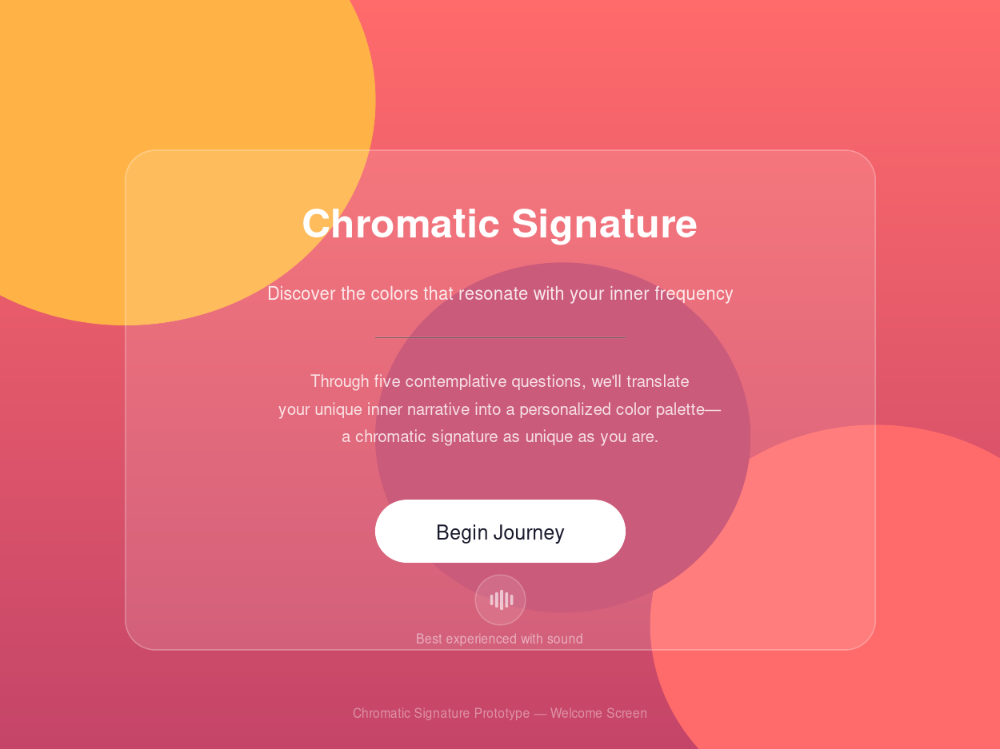 Chromatic Signature
Discover the colors that resonate with your inner frequency
Through five contemplative questions, we'll translate
your unique inner narrative into a personalized color palette—
a chromatic signature as unique as you are.
Begin Journey
Best experienced with sound
Chromatic Signature Prototype — Welcome Screen